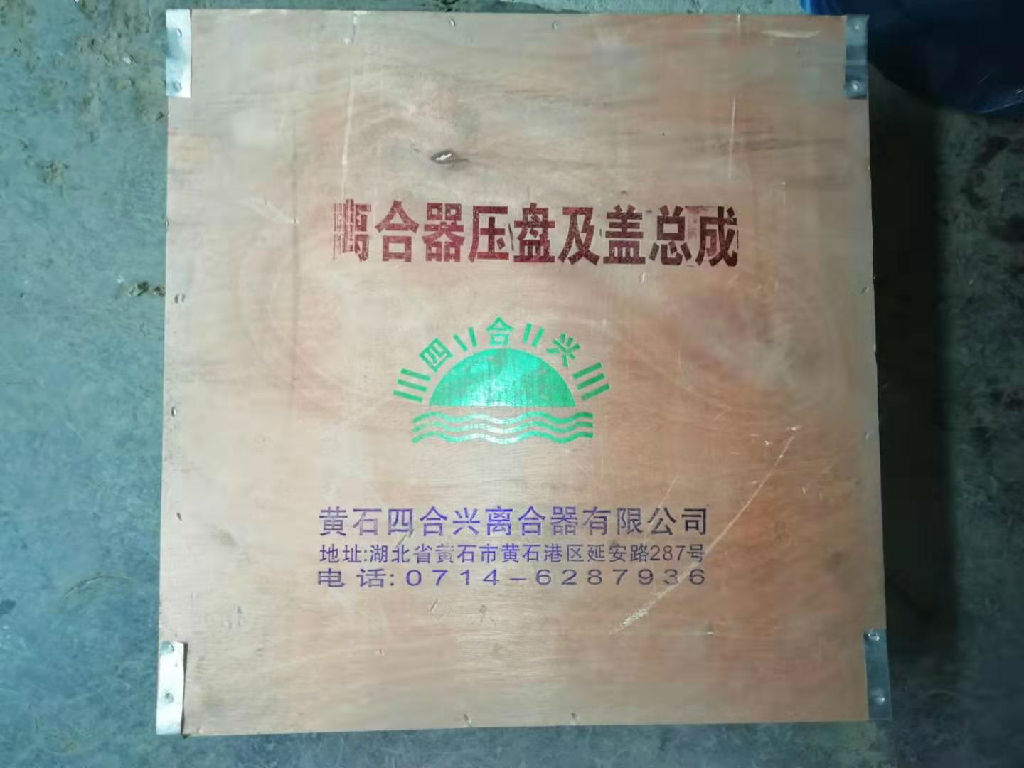 离合器压盘及盖总成
四合兴
黄石四合兴离合器有限公司
地址:湖北省黄石市黄石港区延安路287号
电话:0714-6287936